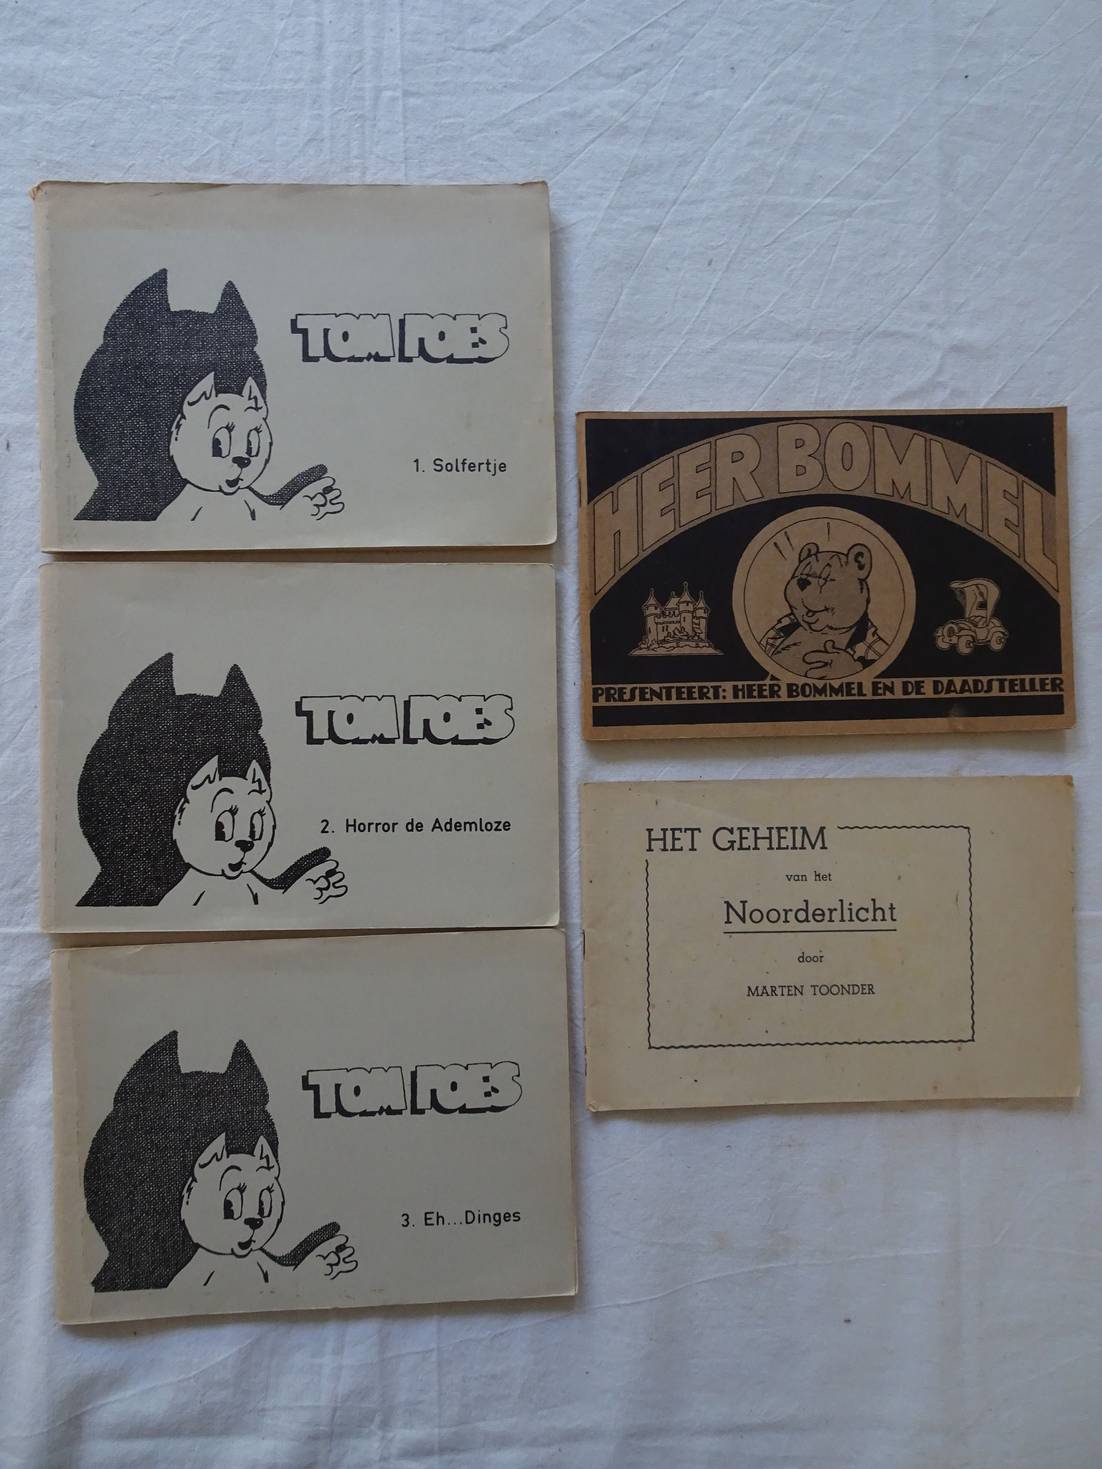 TOM POES
1. Solfertje
TOM POES
2. Horror de Ademloze
TOM POES
3. Eh...Dinges
HEER BOMMEL
PRESENTEERT: HEER BOMMEL EN DE DAADSTELLER
HET GEHEIM
van het
Noorderlicht
door
MARTEN TOONDER